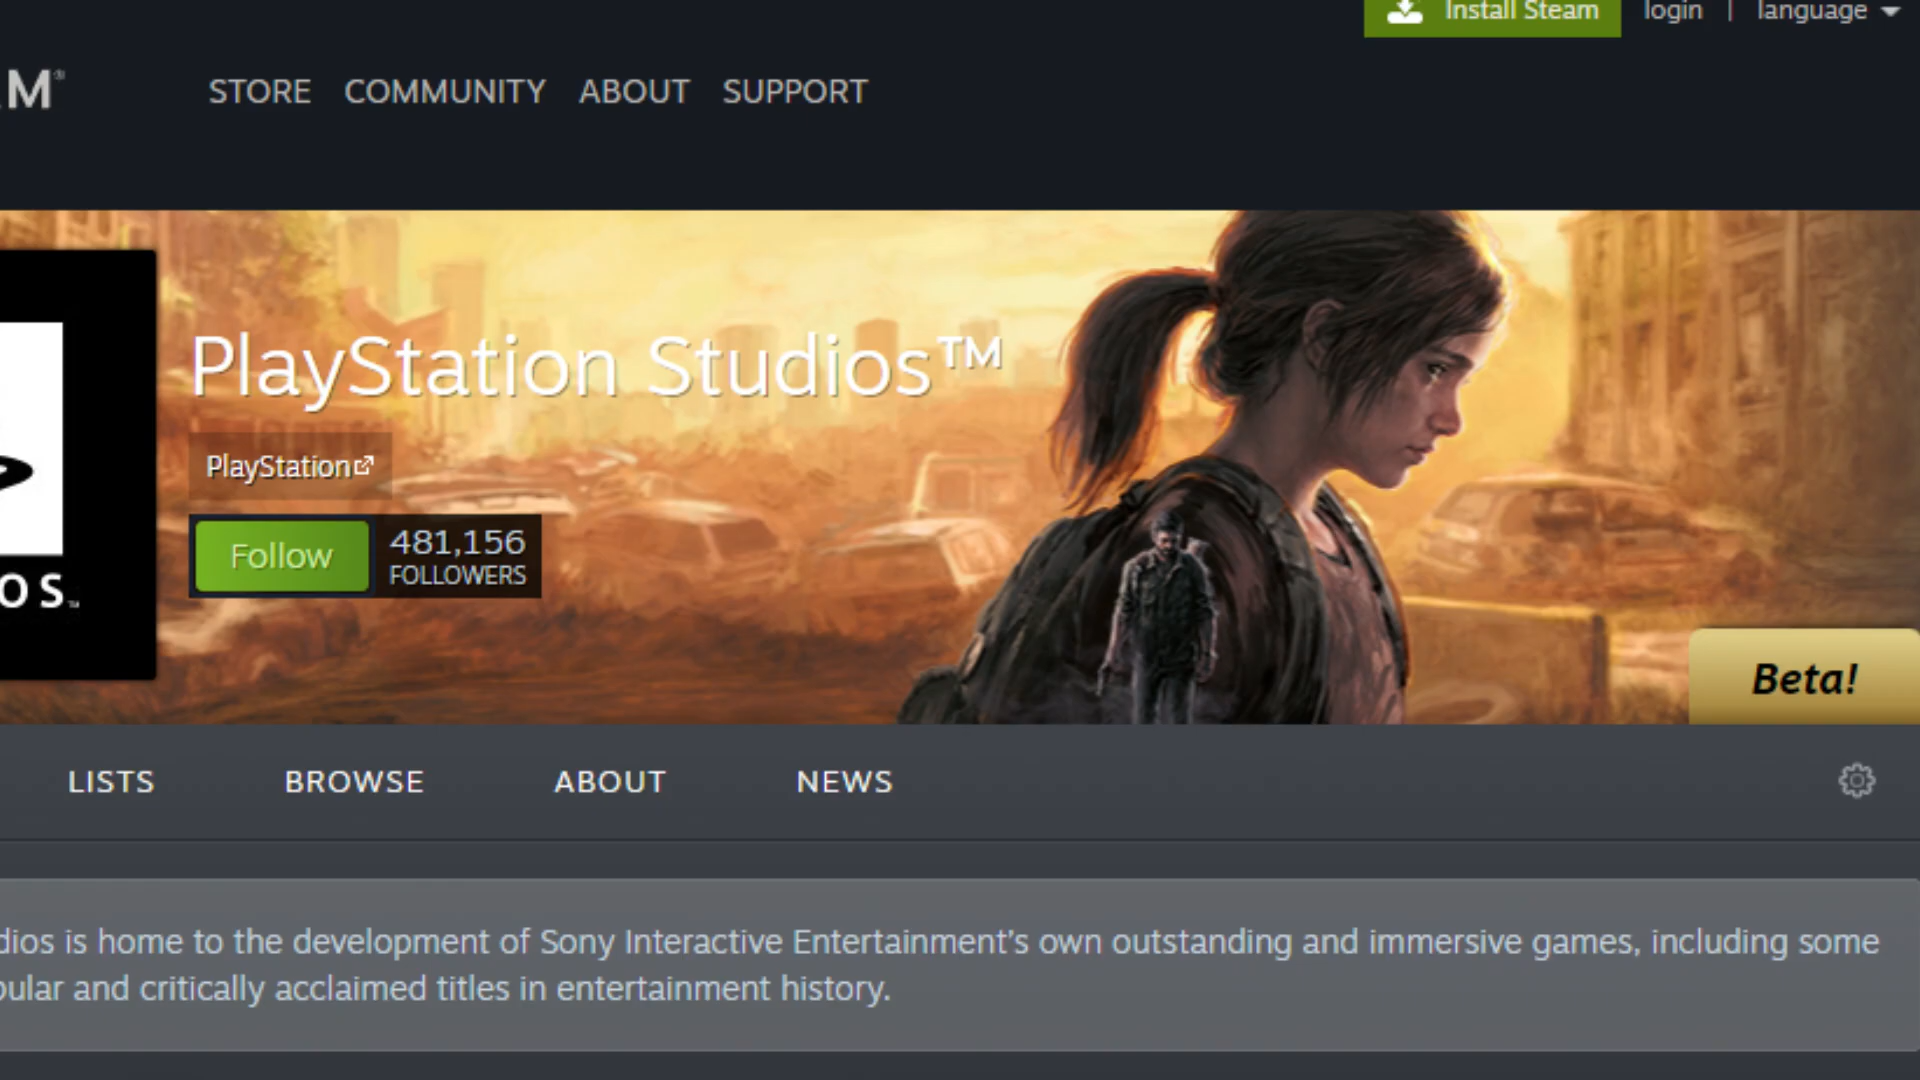 Install Steam login | language
M®
STORE COMMUNITY ABOUT SUPPORT
PlayStation Studios™
PlayStation
Follow 481,156
FOLLOWERS
OS™
Beta!
LISTS BROWSE ABOUT NEWS
dios is home to the development of Sony Interactive Entertainment's own outstanding and immersive games, including some
pular and critically acclaimed titles in entertainment history.